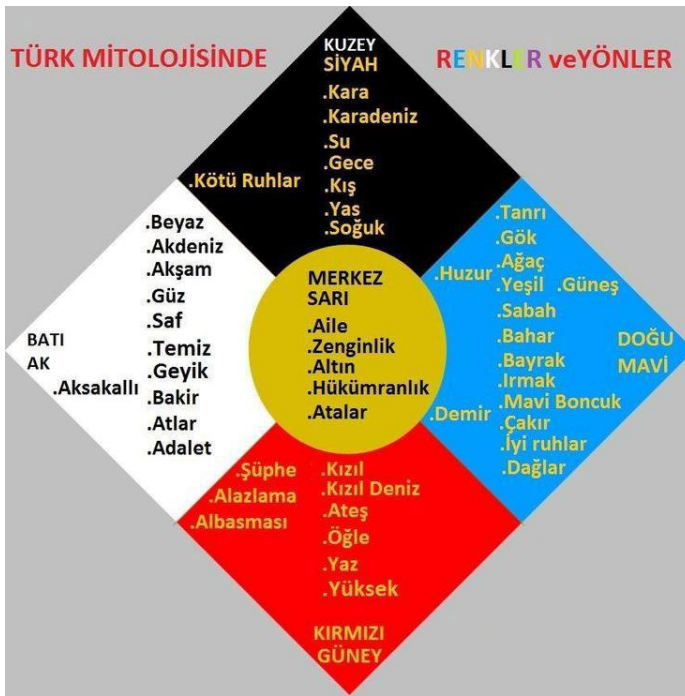 TÜRK MİTOLOJİSİNDE
RENKLER veYÖNLER
KUZEY
SİYAH
.Kara
.Karadeniz
.Su
.Gece
.Kötü Ruhlar
.Kış
.Yas
.Soğuk
BATI
AK
.Aksakallı
.Beyaz
.Akdeniz
.Akşam
.Güz
.Saf
.Temiz
.Geyik
.Bakir
.Atlar
.Adalet
MERKEZ
SARI
.Aile
.Zenginlik
.Altın
.Hükümranlık
.Atalar
.Tanrı
.Gök
.Huzur
.Ağaç
.Yeşil .Güneş
.Sabah
.Bahar
.Bayrak
.Irmak
.Mavi Boncuk
.Demir
.Çakır
.İyi ruhlar
.Dağlar
DOĞU
MAVİ
.Şüphe
.Alazlama
.Albasması
.Kızıl
.Kızıl Deniz
.Ateş
.Öğle
.Yaz
.Yüksek
KIRMIZI
GÜNEY